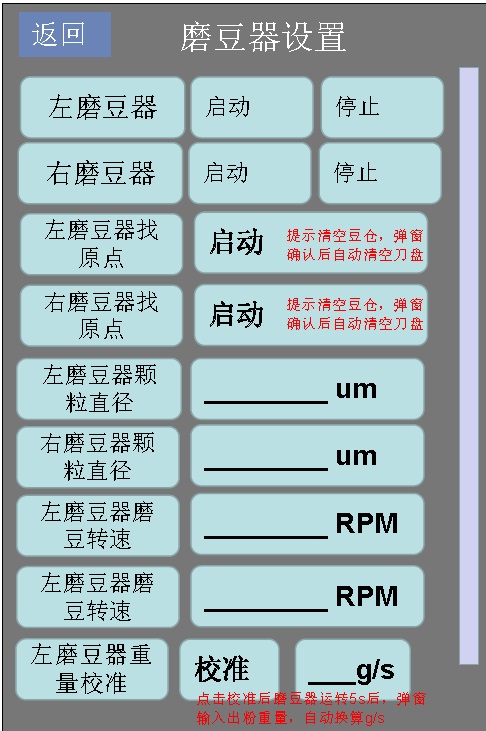 返回
磨豆器设置
左磨豆器 启动 停止
右磨豆器 启动 停止
左磨豆器找
原点
启动
提示清空豆仓，弹窗
确认后自动清空刀盘
右磨豆器找
原点
启动
提示清空豆仓，弹窗
确认后自动清空刀盘
左磨豆器颗
粒直径
________ um
右磨豆器颗
粒直径
________ um
左磨豆器磨
豆转速
________ RPM
左磨豆器磨
豆转速
________ RPM
左磨豆器重
量校准
校准
___g/s
点击校准后磨豆器运转5s后，弹窗
输入出粉重量，自动换算g/s